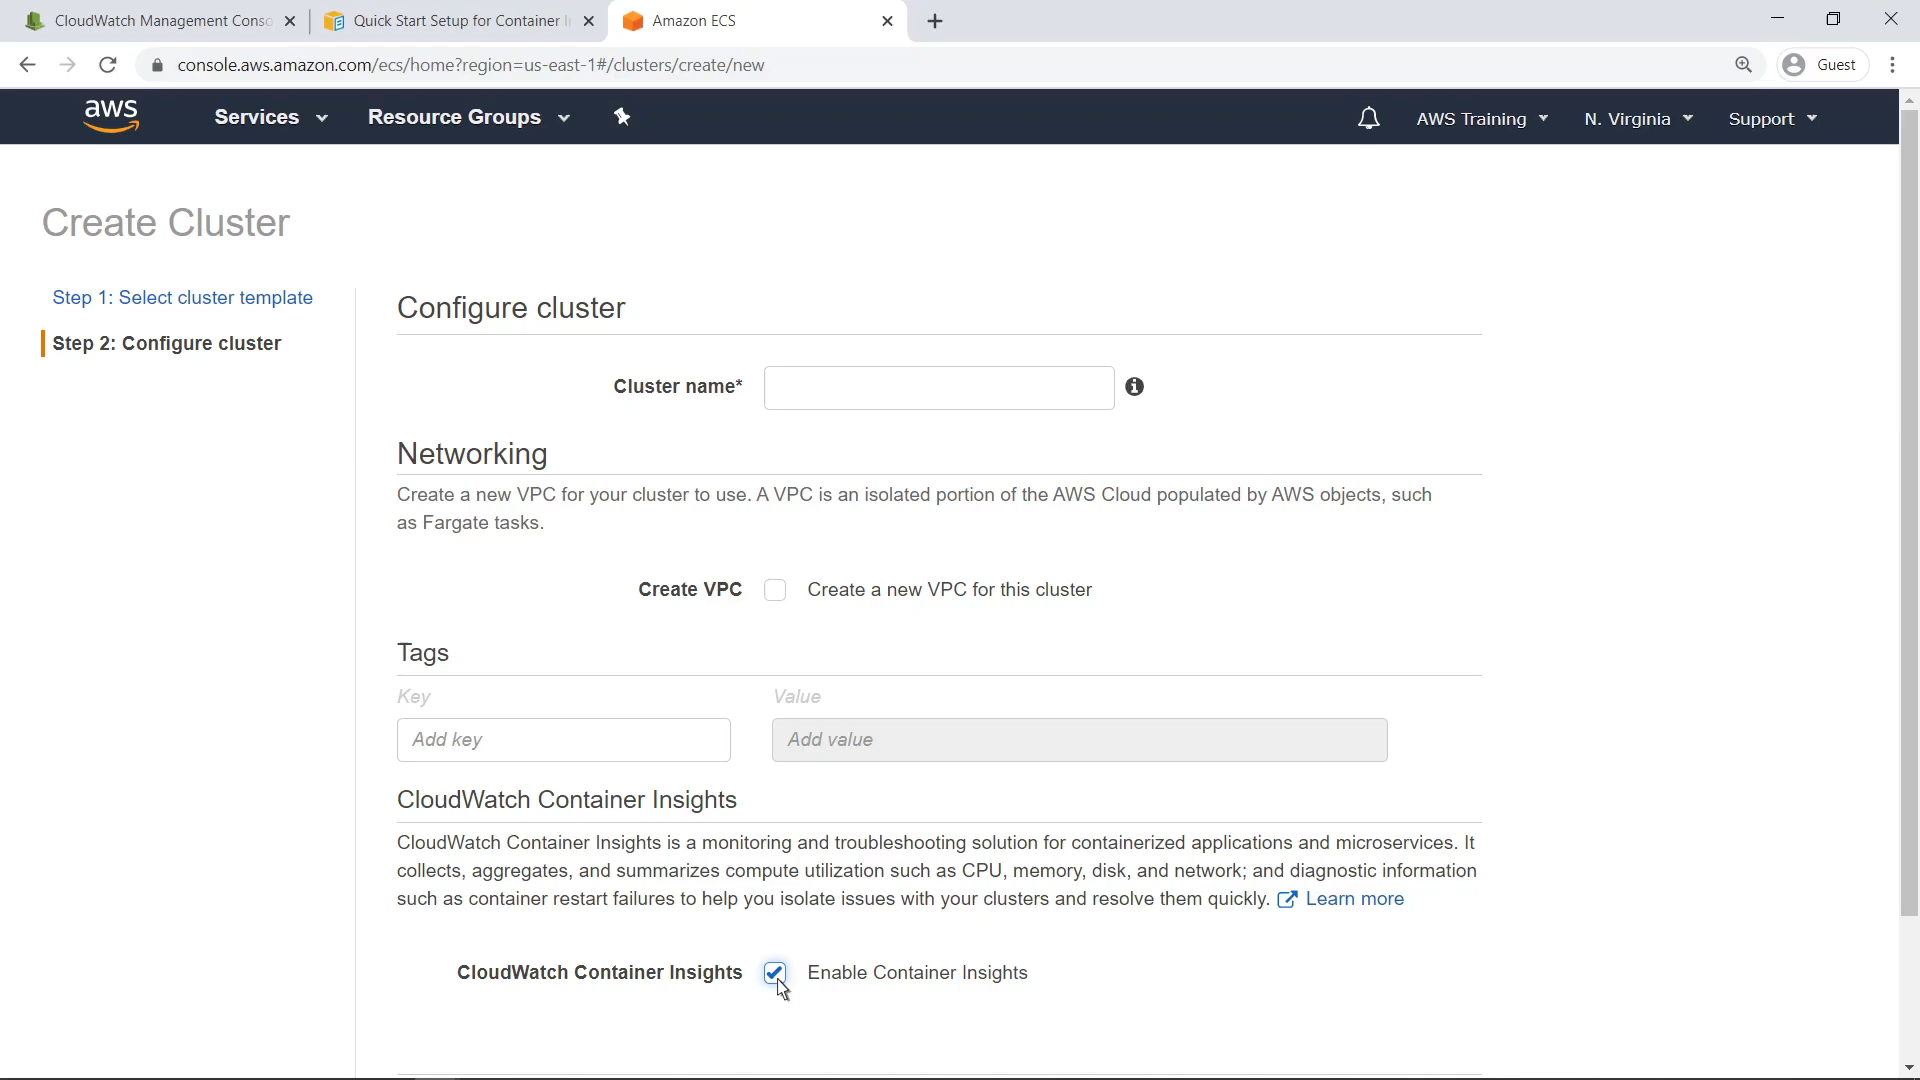 CloudWatch Management Conso
Quick Start Setup for Container
Amazon ECS
console.aws.amazon.com/ecs/home?region=us-east-1#/clusters/create/new
Guest
aws
Services
Resource Groups
AWS Training
N. Virginia
Support
Create Cluster
Step 1: Select cluster template
Step 2: Configure cluster
Configure cluster
Cluster name*
Networking
Create a new VPC for your cluster to use. A VPC is an isolated portion of the AWS Cloud populated by AWS objects, such
as Fargate tasks.
Create VPC
Create a new VPC for this cluster
Tags
Key
Value
Add key
Add value
CloudWatch Container Insights
CloudWatch Container Insights is a monitoring and troubleshooting solution for containerized applications and microservices. It
collects, aggregates, and summarizes compute utilization such as CPU, memory, disk, and network; and diagnostic information
such as container restart failures to help you isolate issues with your clusters and resolve them quickly. Learn more
CloudWatch Container Insights
Enable Container Insights